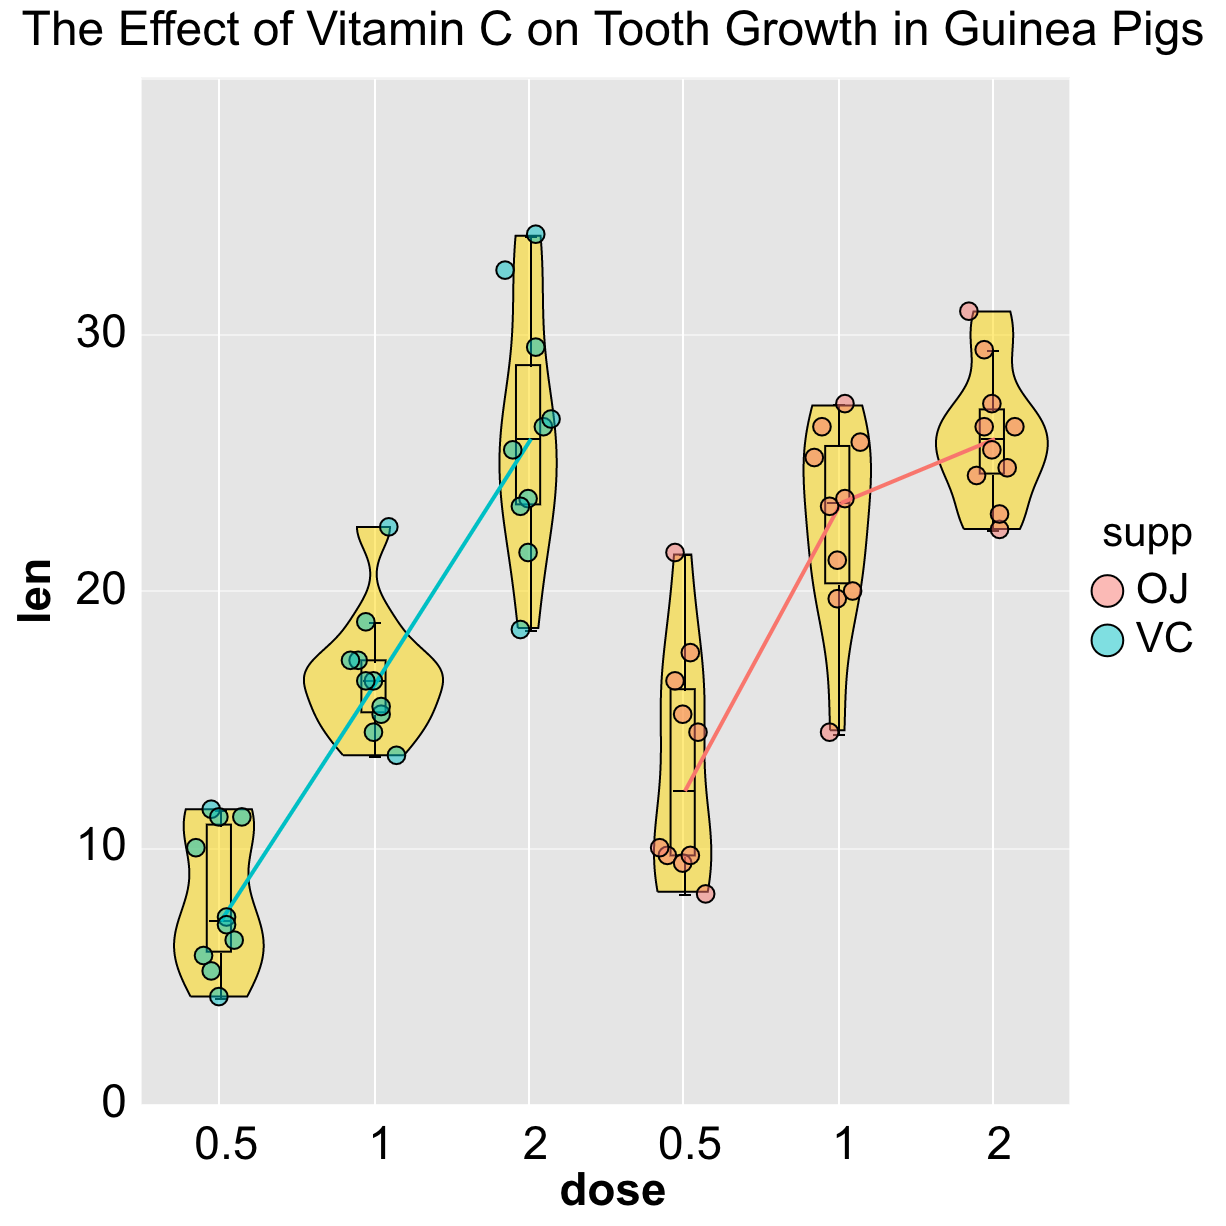 The Effect of Vitamin C on Tooth Growth in Guinea Pigs
30
20
10
0
len
0.5 1 2 0.5 1 2
dose
supp
OJ
VC